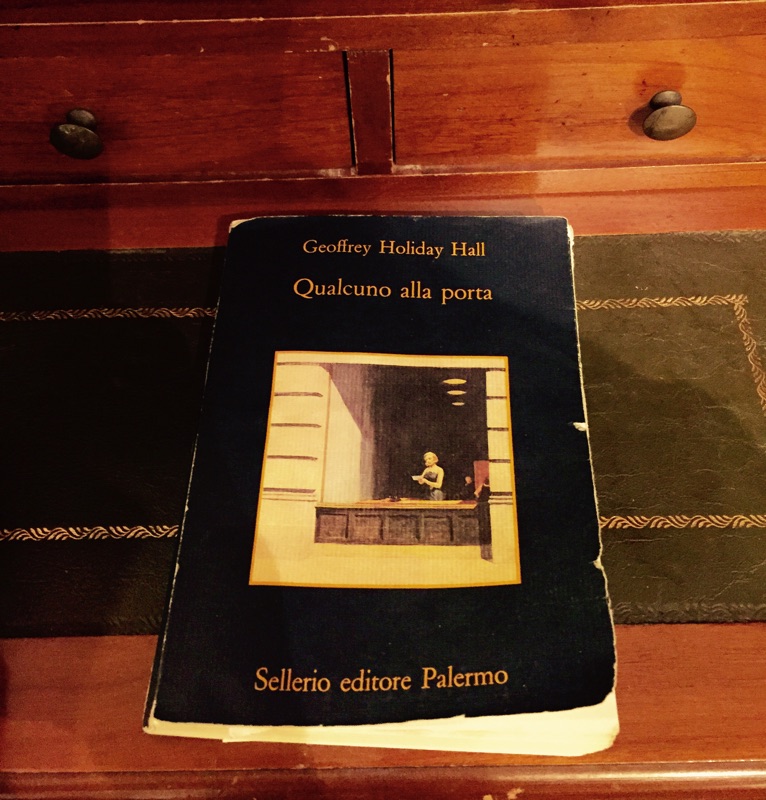 Geoffrey Holiday Hall
Qualcuno alla porta
Sellerio editore Palermo